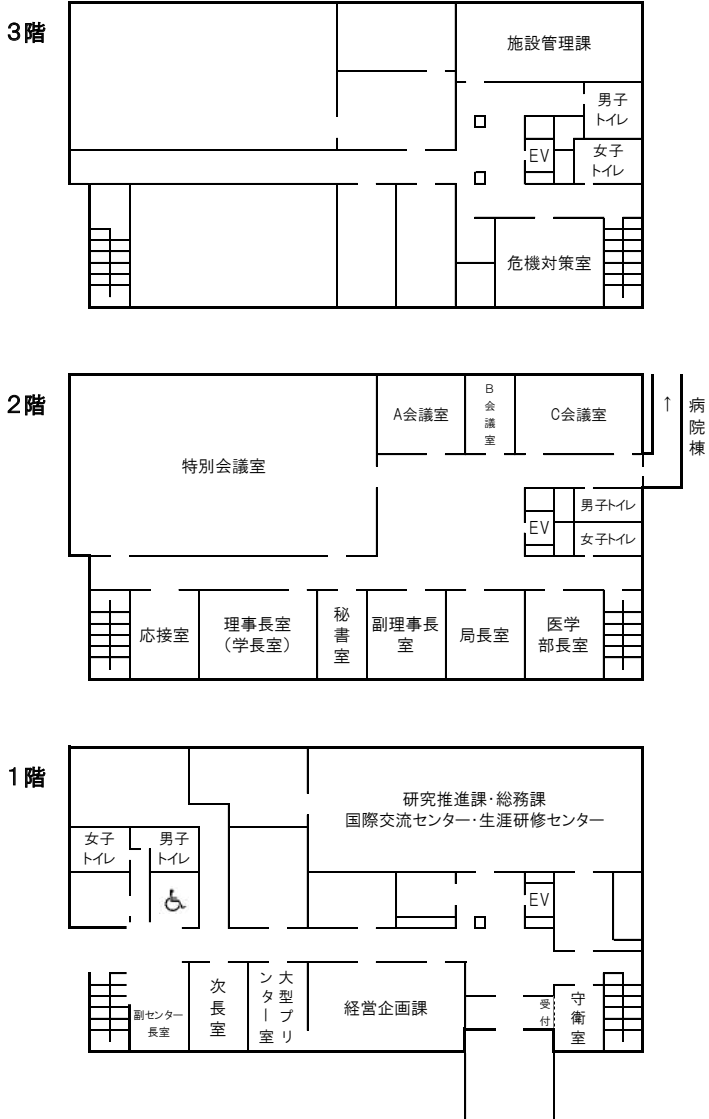 3階
施設管理課
男子
トイレ
EV
女子
トイレ
危機対策室
2階
A会議室
B会議室
C会議室
↑
病院棟
特別会議室
男子トイレ
EV
女子トイレ
応接室
理事長室
（学長室）
秘書室
副理事長
室
局長室
医学
部長室
1階
研究推進課・総務課
国際交流センター・生涯研修センター
女子
トイレ
男子
トイレ
EV
副センター
長室
次長室
大型プリ
ンター室
経営企画課
受付
守衛室